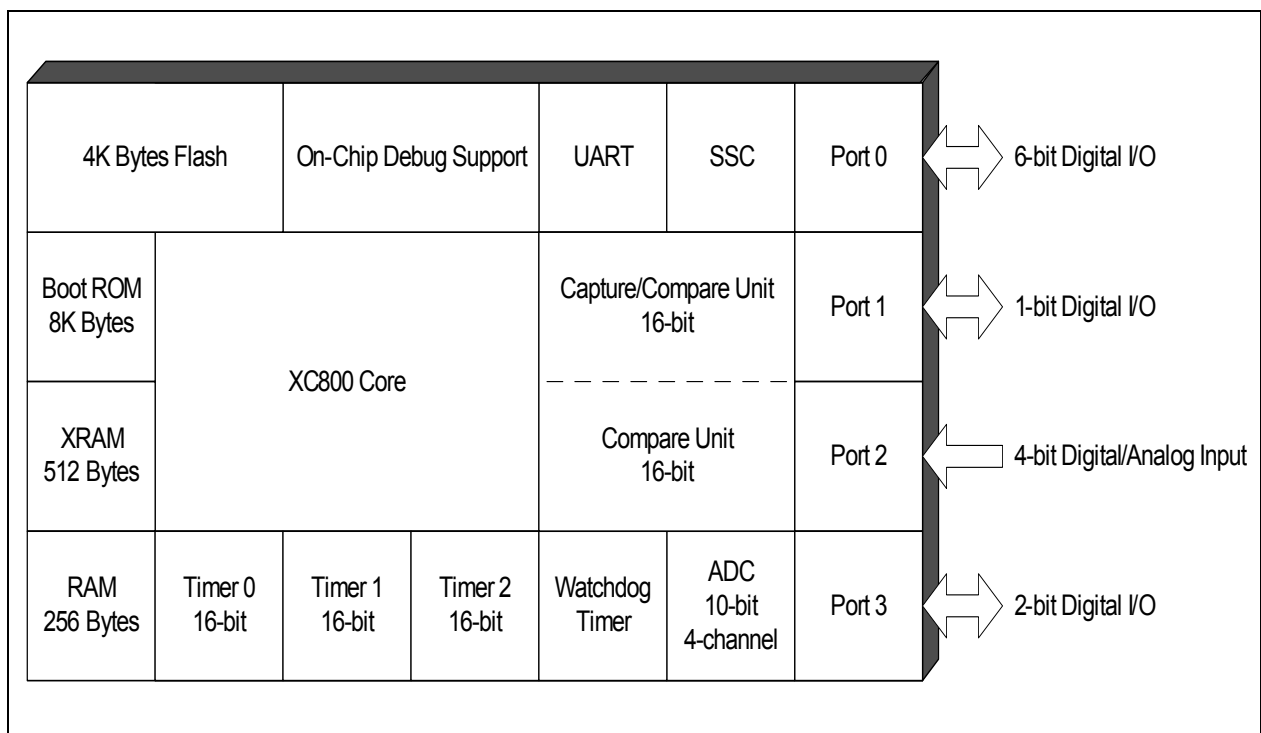 4K Bytes Flash
On-Chip Debug Support
UART
SSC
Port 0
6-bit Digital I/O
Boot ROM
8K Bytes
XC800 Core
Capture/Compare Unit
16-bit
Port 1
1-bit Digital I/O
XRAM
512 Bytes
Compare Unit
16-bit
Port 2
4-bit Digital/Analog Input
RAM
256 Bytes
Timer 0
16-bit
Timer 1
16-bit
Timer 2
16-bit
Watchdog
Timer
ADC
10-bit
4-channel
Port 3
2-bit Digital I/O